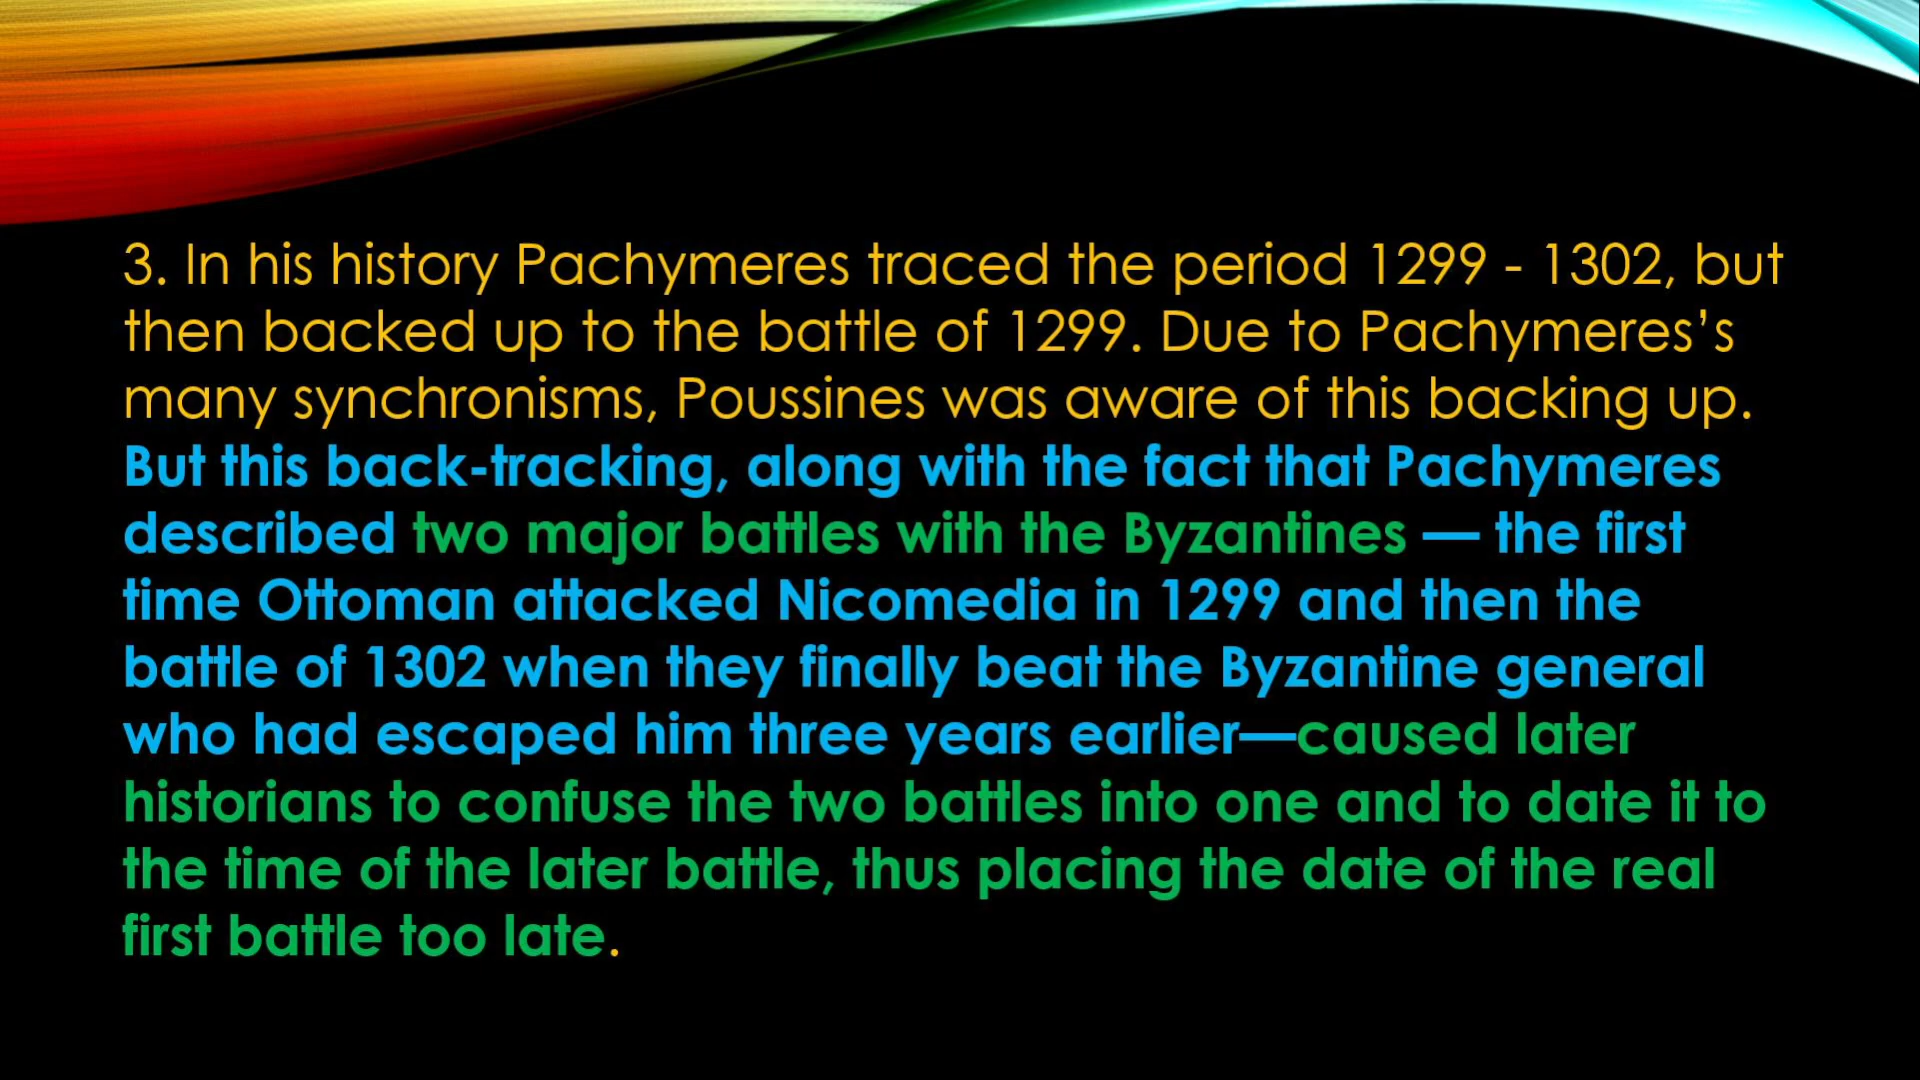 3. In his history Pachymeres traced the period 1299 - 1302, but
then backed up to the battle of 1299. Due to Pachymeres’s
many synchronisms, Poussines was aware of this backing up.
But this back-tracking, along with the fact that Pachymeres
described two major battles with the Byzantines — the first
time Ottoman attacked Nicomedia in 1299 and then the
battle of 1302 when they finally beat the Byzantine general
who had escaped him three years earlier—caused later
historians to confuse the two battles into one and to date it to
the time of the later battle, thus placing the date of the real
first battle too late.